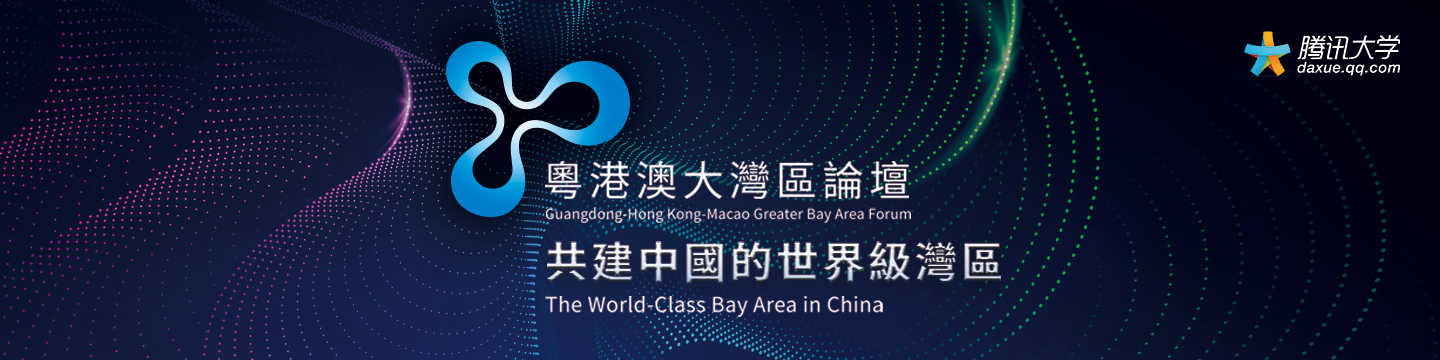 腾讯大学
daxue.qq.com
粵港澳大灣區論壇
Guangdong-Hong Kong-Macao Greater Bay Area Forum
共建中國的世界級灣區
The World-Class Bay Area in China